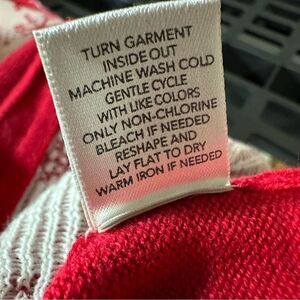 TURN GARMENT
INSIDE OUT
MACHINE WASH COLD
GENTLE CYCLE
WITH LIKE COLORS
ONLY NON-CHLORINE
BLEACH IF NEEDED
RESHAPE AND
LAY FLAT TO DRY
WARM IRON IF NEEDED